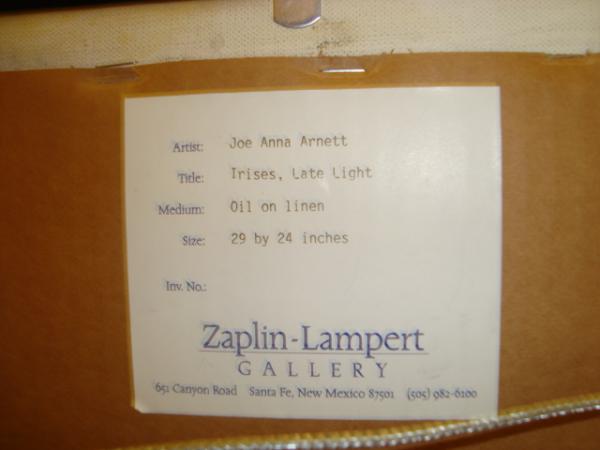 Artist: Joe Anna Arnett
Title: Irises, Late Light
Medium: Oil on linen
Size: 29 by 24 inches
Inv. No.:
Zaplin-Lampert
GALLERY
651 Canyon Road Santa Fe, New Mexico 87501 (505) 982-6100